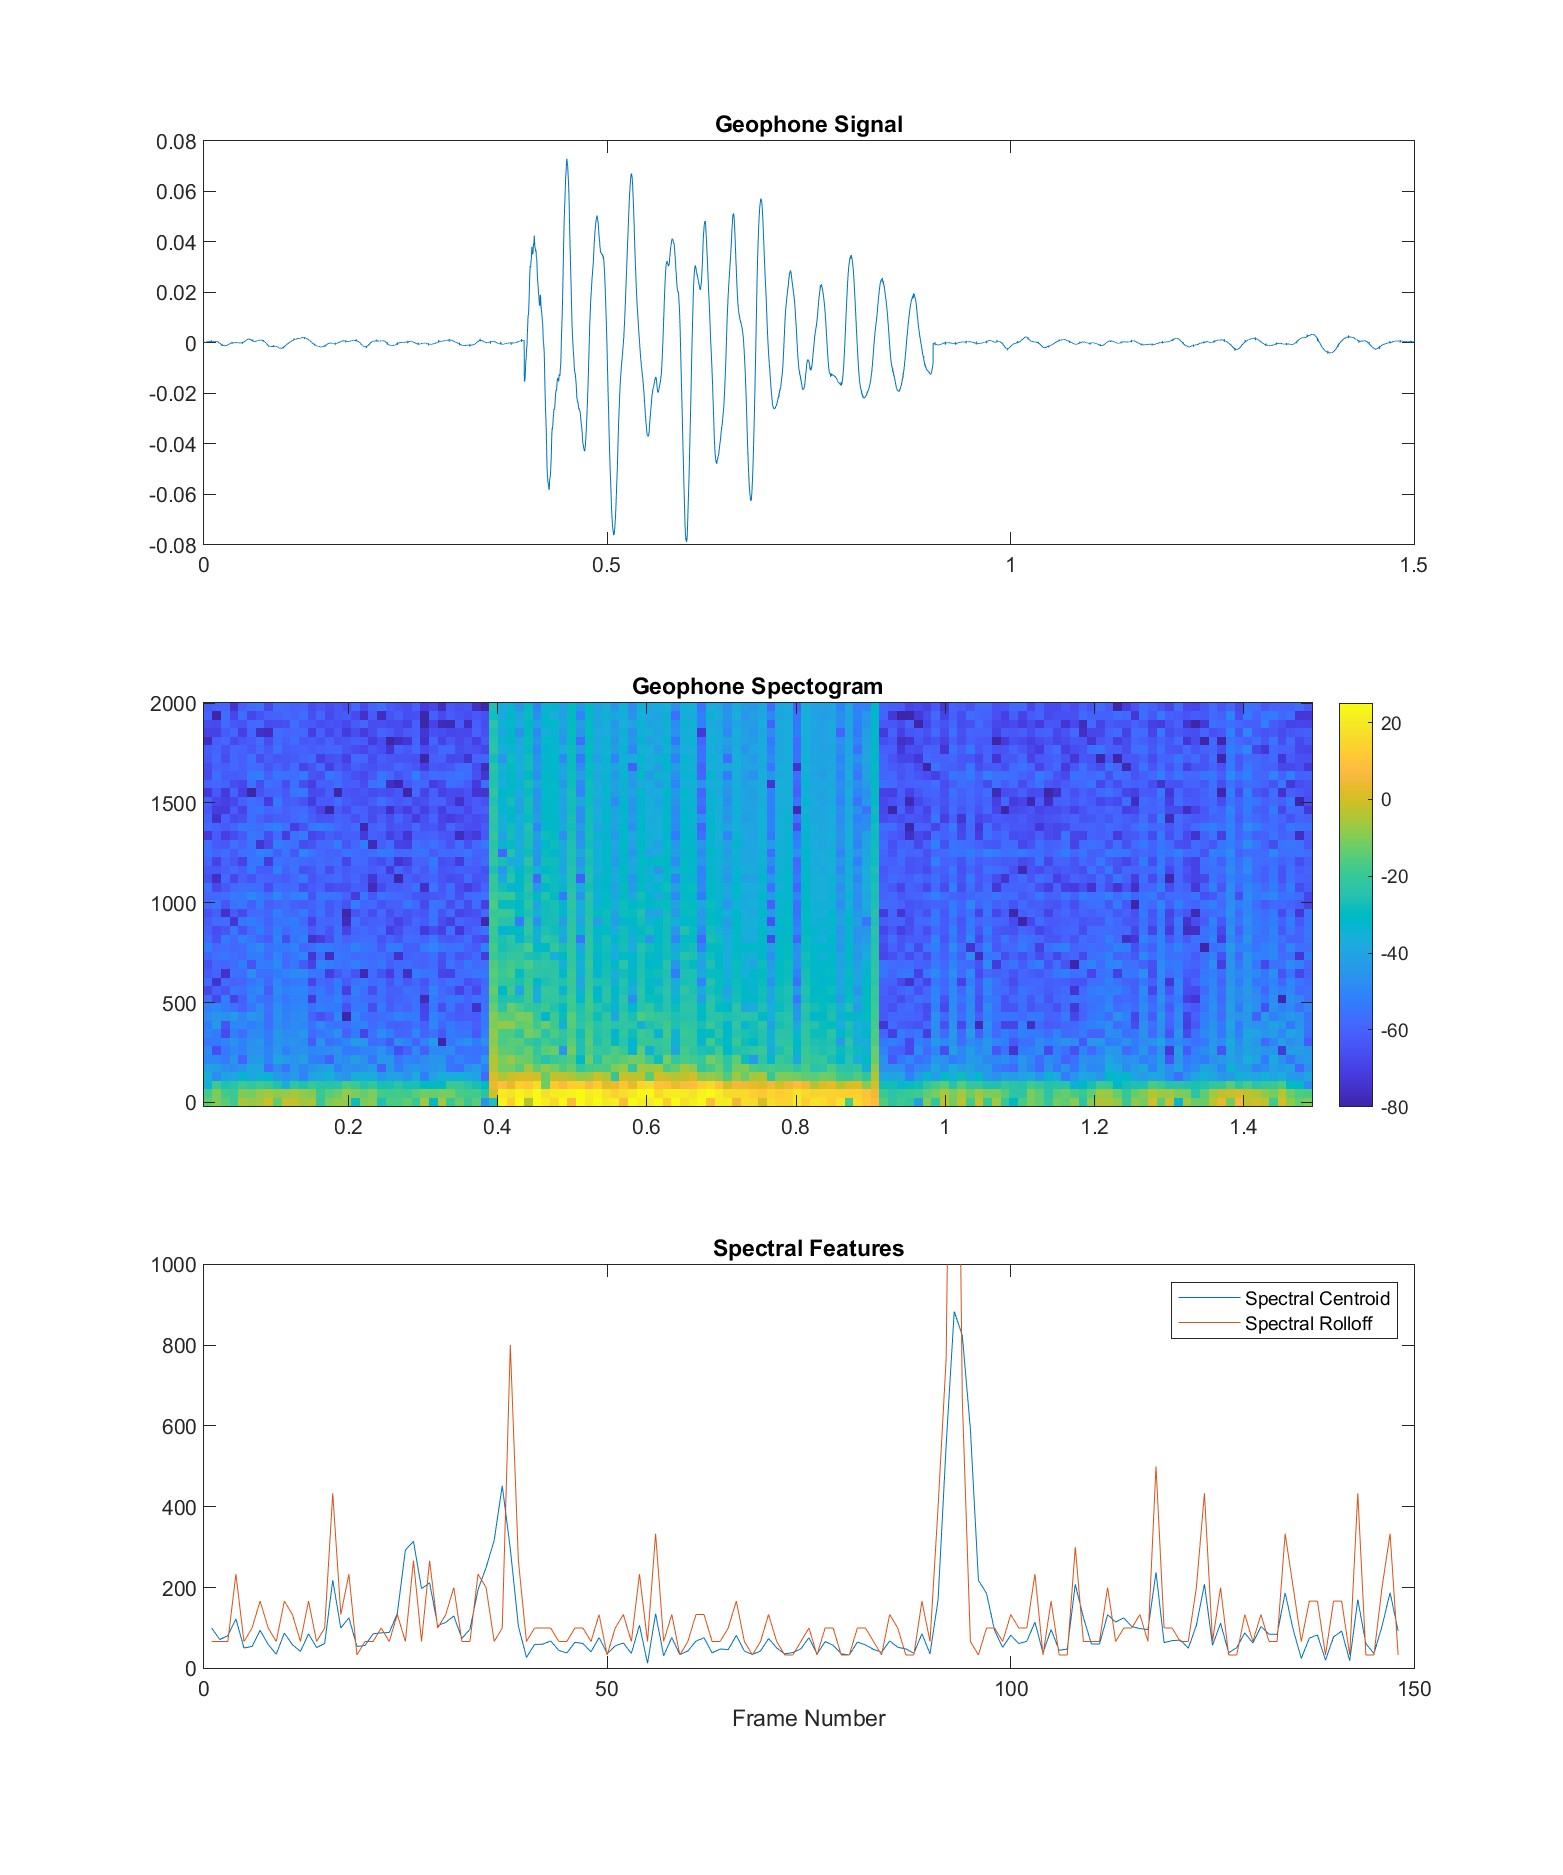 Geophone Signal
0.08
0.06
0.04
0.02
0
-0.02
-0.04
-0.06
-0.08
0 0.5 1 1.5
Geophone Spectogram
2000
1500
1000
500
0
0.2 0.4 0.6 0.8 1 1.2 1.4
20
0
-20
-40
-60
-80
Spectral Features
1000
800
600
400
200
0
Spectral Centroid
Spectral Rolloff
0 50 100 150
Frame Number